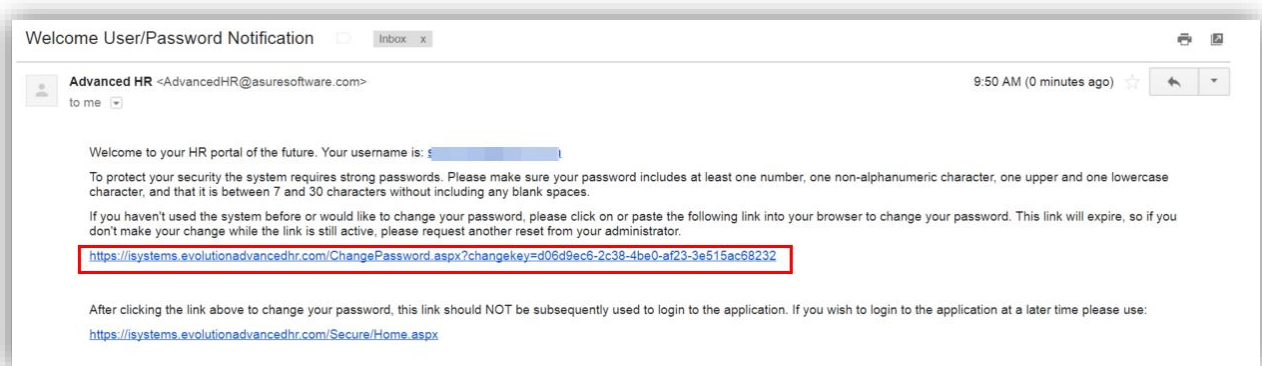 Welcome User/Password Notification Inbox x
Advanced HR <AdvancedHR@asuresoftware.com> 9:50 AM (0 minutes ago)
to me
Welcome to your HR portal of the future. Your username is:
To protect your security the system requires strong passwords. Please make sure your password includes at least one number, one non-alphanumeric character, one upper and one lowercase
character, and that it is between 7 and 30 characters without including any blank spaces.
If you haven't used the system before or would like to change your password, please click on or paste the following link into your browser to change your password. This link will expire, so if you
don't make your change while the link is still active, please request another reset from your administrator.
https://isystems.evolutionadvancedhr.com/ChangePassword.aspx?changekey=d06d9ec6-2c38-4be0-af23-3e515ac68232
After clicking the link above to change your password, this link should NOT be subsequently used to login to the application. If you wish to login to the application at a later time please use:
https://isystems.evolutionadvancedhr.com/Secure/Home.aspx